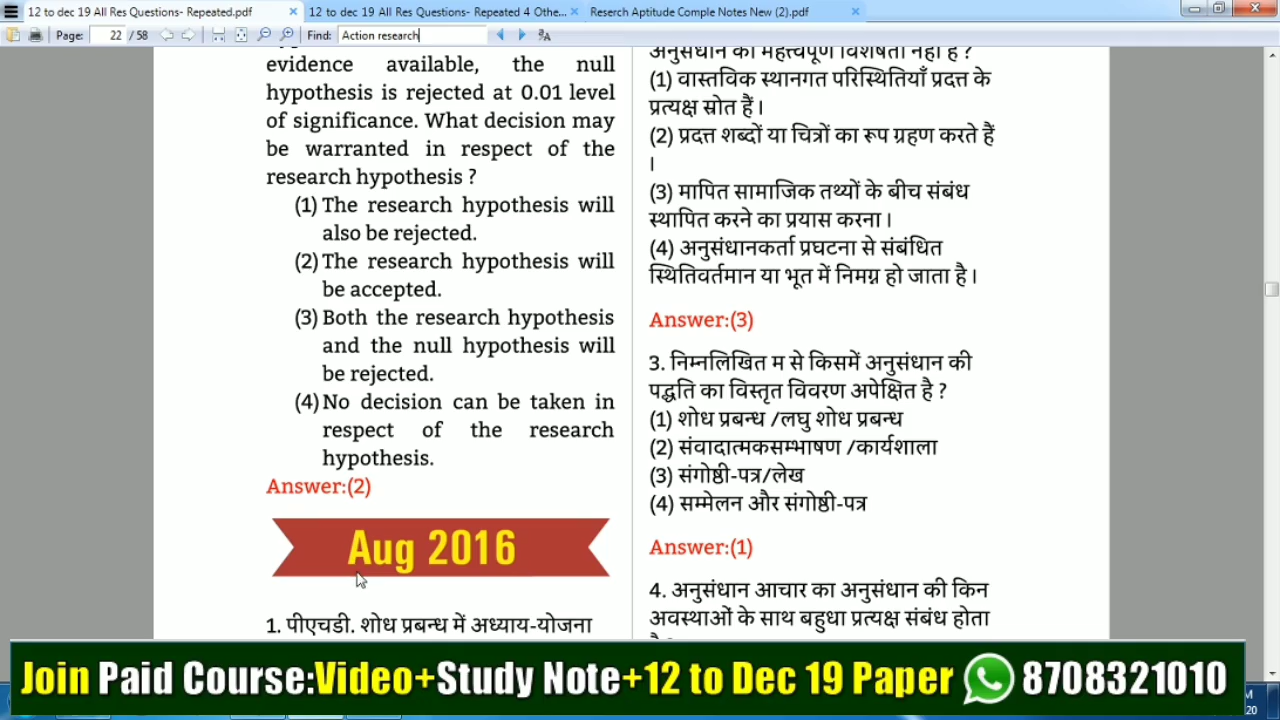 12 to dec 19 All Res Questions- Repeated.pdf
12 to dec 19 All Res Questions- Repeated 4 Othe...
Reserch Aptitude Comple Notes New (2).pdf
Page: 22 / 58
Find: Action research
evidence available, the null
hypothesis is rejected at 0.01 level
of significance. What decision may
be warranted in respect of the
research hypothesis ?
(1) The research hypothesis will
also be rejected.
(2) The research hypothesis will
be accepted.
(3) Both the research hypothesis
and the null hypothesis will
be rejected.
(4) No decision can be taken in
respect of the research
hypothesis.
Answer:(2)
Aug 2016
1. पीएचडी. शोध प्रबन्ध में अध्याय-योजना
अनुसंधान की महत्त्वपूर्ण विशेषता नहीं है ?
(1) वास्तविक स्थानगत परिस्थितियाँ प्रदत्त के
प्रत्यक्ष स्रोत हैं।
(2) प्रदत्त शब्दों या चित्रों का रूप ग्रहण करते हैं
।
(3) मापित सामाजिक तथ्यों के बीच संबंध
स्थापित करने का प्रयास करना।
(4) अनुसंधानकर्ता प्रघटना से संबंधित
स्थितिवर्तमान या भूत में निमग्न हो जाता है।
Answer:(3)
3. निम्नलिखित म से किसमें अनुसंधान की
पद्धति का विस्तृत विवरण अपेक्षित है ?
(1) शोध प्रबन्ध /लघु शोध प्रबन्ध
(2) संवादात्मकसम्भाषण /कार्यशाला
(3) संगोष्ठी-पत्र/लेख
(4) सम्मेलन और संगोष्ठी-पत्र
Answer:(1)
4. अनुसंधान आचार का अनुसंधान की किन
अवस्थाओं के साथ बहुधा प्रत्यक्ष संबंध होता
Join Paid Course:Video+Study Note+12 to Dec 19 Paper 8708321010